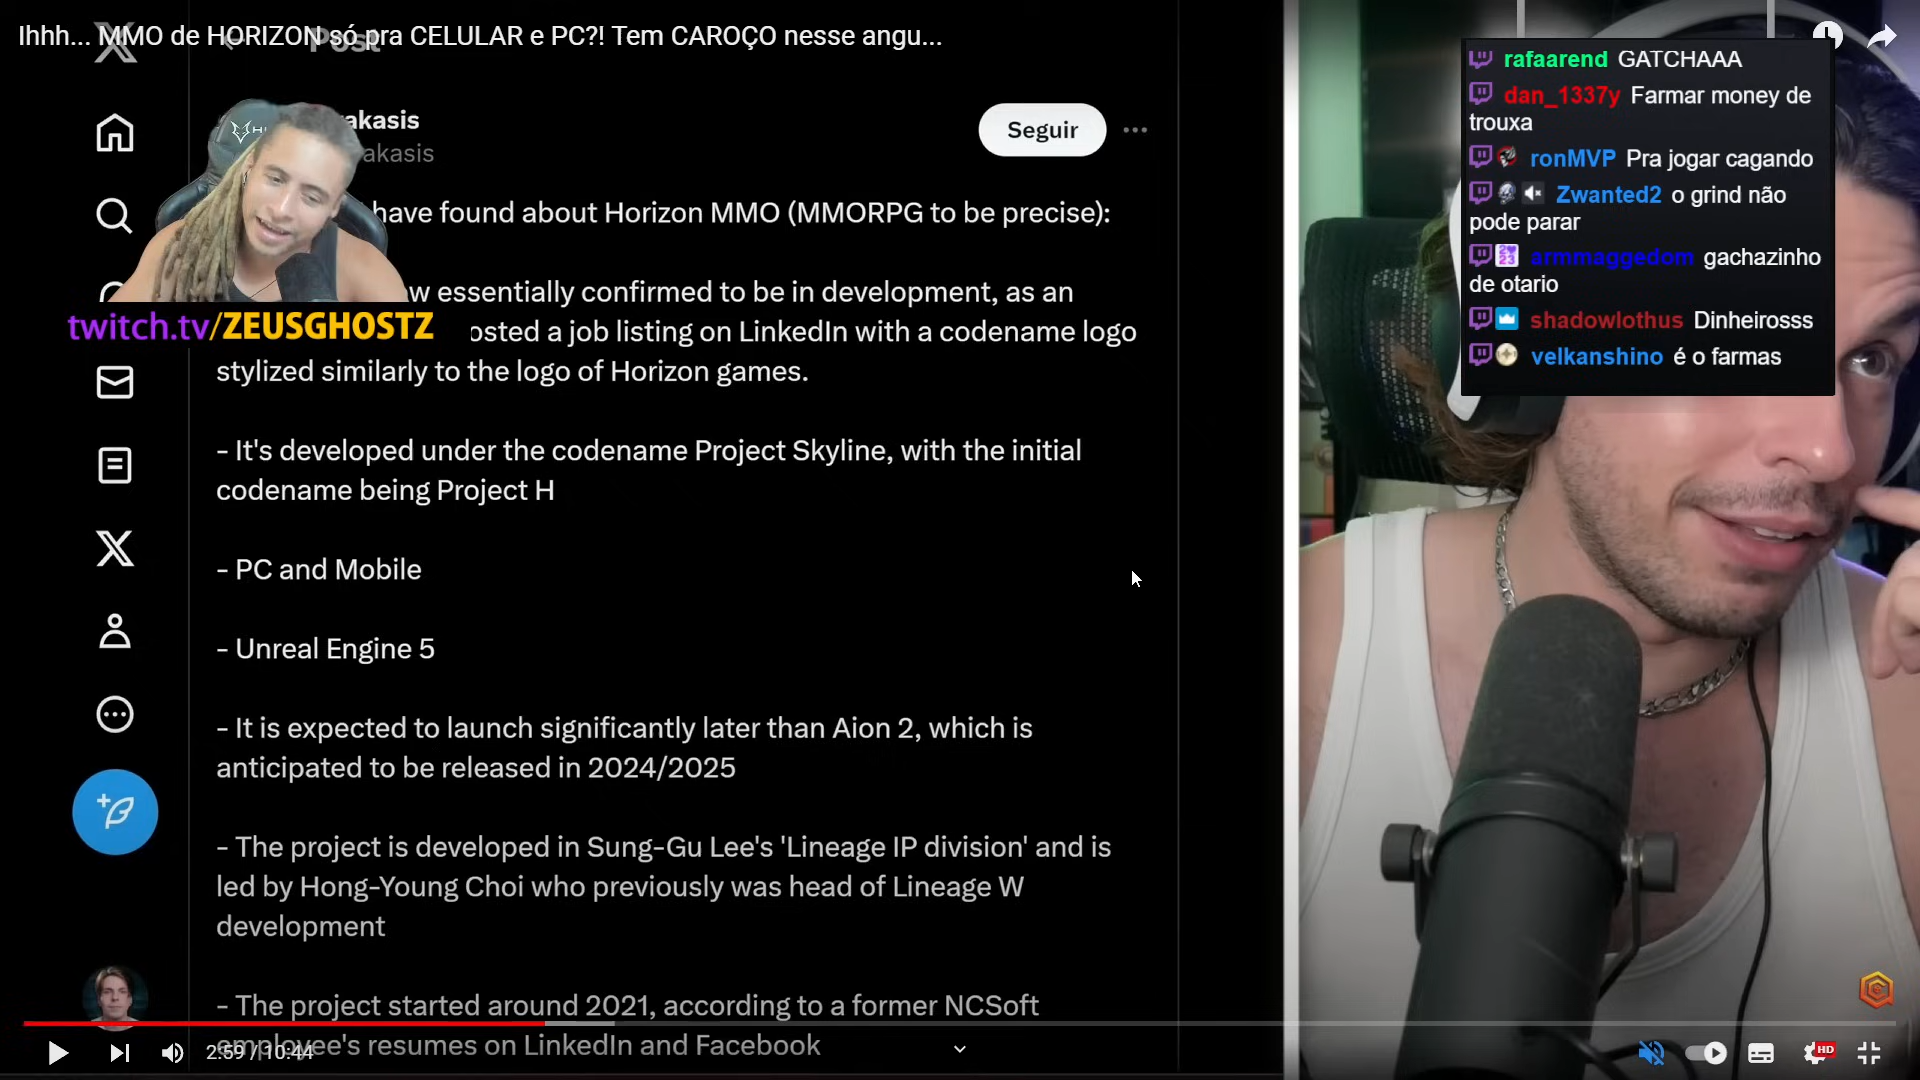 Ihhh... MMO de HORIZON só pra CELULAR e PC?! Tem CAROÇO nesse angu...
Post
akasis
akasis
Seguir
have found about Horizon MMO (MMORPG to be precise):
w essentially confirmed to be in development, as an
osted a job listing on LinkedIn with a codename logo
stylized similarly to the logo of Horizon games.
- It's developed under the codename Project Skyline, with the initial
codename being Project H
- PC and Mobile
- Unreal Engine 5
- It is expected to launch significantly later than Aion 2, which is
anticipated to be released in 2024/2025
- The project is developed in Sung-Gu Lee's 'Lineage IP division' and is
led by Hong-Young Choi who previously was head of Lineage W
development
- The project started around 2021, according to a former NCSoft
employee's resumes on LinkedIn and Facebook
twitch.tv/ZEUSGHOSTZ
rafaarend GATCHAAA
dan_1337y Farmar money de
trouxa
ronMVP Pra jogar cagando
Zwanted2 o grind não
pode parar
armmaggedom gachazinho
de otario
shadowlothus Dinheirosss
velkanshino é o farmas
2:59 / 10:44
HD